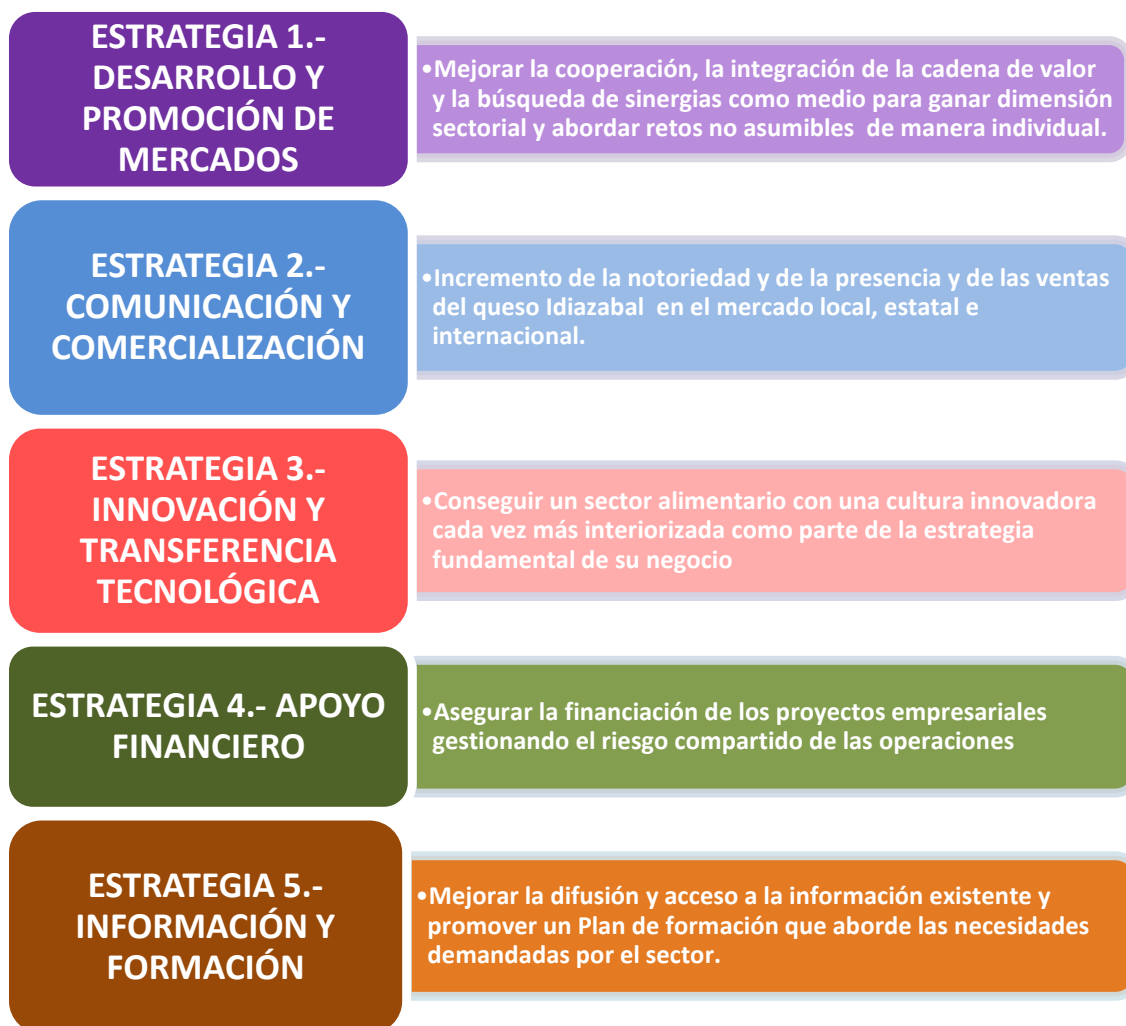 ESTRATEGIA 1.-
DESARROLLO Y
PROMOCIÓN DE
MERCADOS
•Mejorar la cooperación, la integración de la cadena de valor
y la búsqueda de sinergias como medio para ganar dimensión
sectorial y abordar retos no asumibles de manera individual.
ESTRATEGIA 2.-
COMUNICACIÓN Y
COMERCIALIZACIÓN
•Incremento de la notoriedad y de la presencia y de las ventas
del queso Idiazabal en el mercado local, estatal e
internacional.
ESTRATEGIA 3.-
INNOVACIÓN Y
TRANSFERENCIA
TECNOLÓGICA
•Conseguir un sector alimentario con una cultura innovadora
cada vez más interiorizada como parte de la estrategia
fundamental de su negocio
ESTRATEGIA 4.- APOYO
FINANCIERO
•Asegurar la financiación de los proyectos empresariales
gestionando el riesgo compartido de las operaciones
ESTRATEGIA 5.-
INFORMACIÓN Y
FORMACIÓN
•Mejorar la difusión y acceso a la información existente y
promover un Plan de formación que aborde las necesidades
demandadas por el sector.